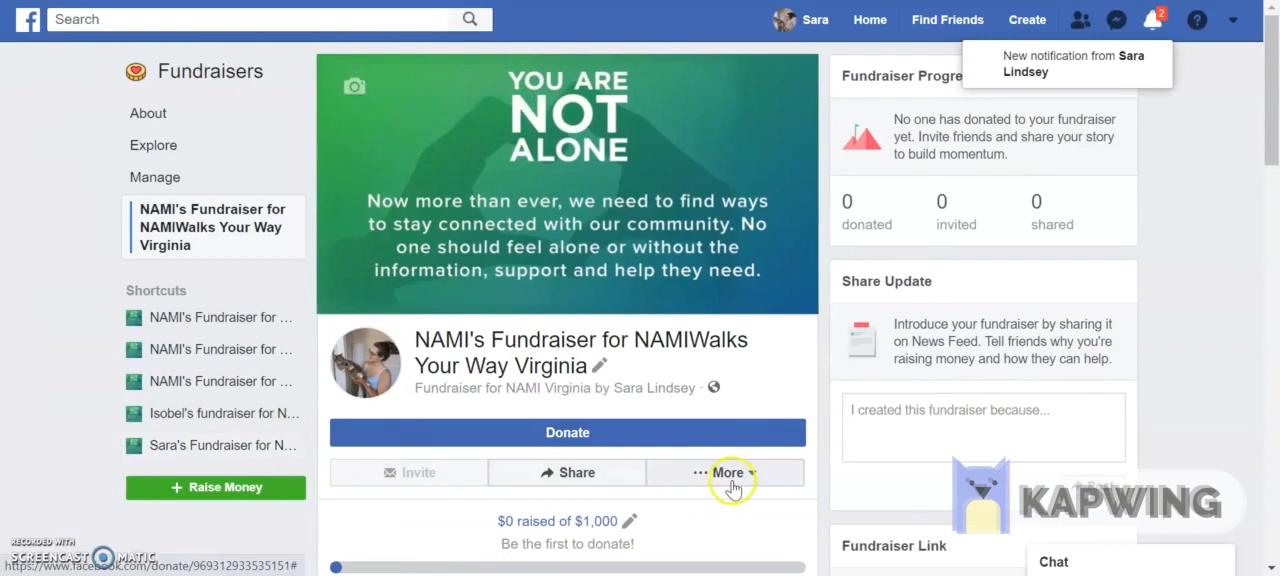 Search
Sara
Home
Find Friends
Create
2
New notification from Sara
Lindsey
Fundraisers
About
Explore
Manage
NAMI's Fundraiser for
NAMIWalks Your Way
Virginia
Shortcuts
NAMI's Fundraiser for ...
NAMI's Fundraiser for ...
NAMI's Fundraiser for ...
Isobel's fundraiser for N...
Sara's Fundraiser for N...
+ Raise Money
YOU ARE
NOT
ALONE
Now more than ever, we need to find ways
to stay connected with our community. No
one should feel alone or without the
information, support and help they need.
NAMI's Fundraiser for NAMIWalks
Your Way Virginia
Fundraiser for NAMI Virginia by Sara Lindsey ·
Donate
Invite
Share
··· More
$0 raised of $1,000
Be the first to donate!
Fundraiser Progre
No one has donated to your fundraiser
yet. Invite friends and share your story
to build momentum.
0
donated
0
invited
0
shared
Share Update
Introduce your fundraiser by sharing it
on News Feed. Tell friends why you're
raising money and how they can help.
I created this fundraiser because...
KAPWING
Fundraiser Link
Chat
RECORDED WITH
SCREENCAST MATIC
https://www.facebook.com/donate/969312933535151#